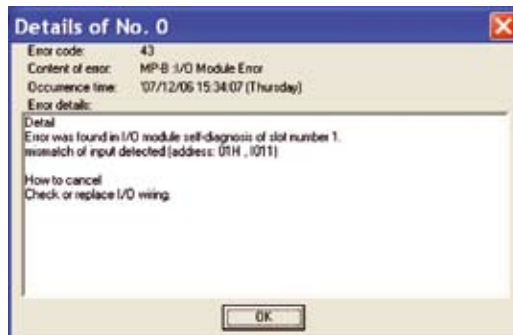 Details of No. 0
Error code: 43
Content of error: MP-B :I/O Module Error
Occurrence time: '07/12/06 15:34:07 (Thursday)
Error details:
Detail
Error was found in I/O module self-diagnosis of slot number 1.
mismatch of input detected (address: 01H , I011)
How to cancel
Check or replace I/O wiring.
OK